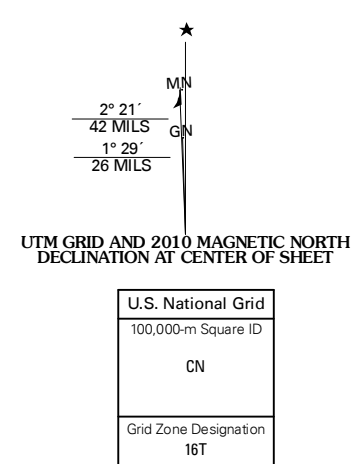 ★
MN
2° 21´
42 MILS
GN
1° 29´
26 MILS
UTM GRID AND 2010 MAGNETIC NORTH
DECLINATION AT CENTER OF SHEET
U.S. National Grid
100,000-m Square ID
CN
Grid Zone Designation
16T